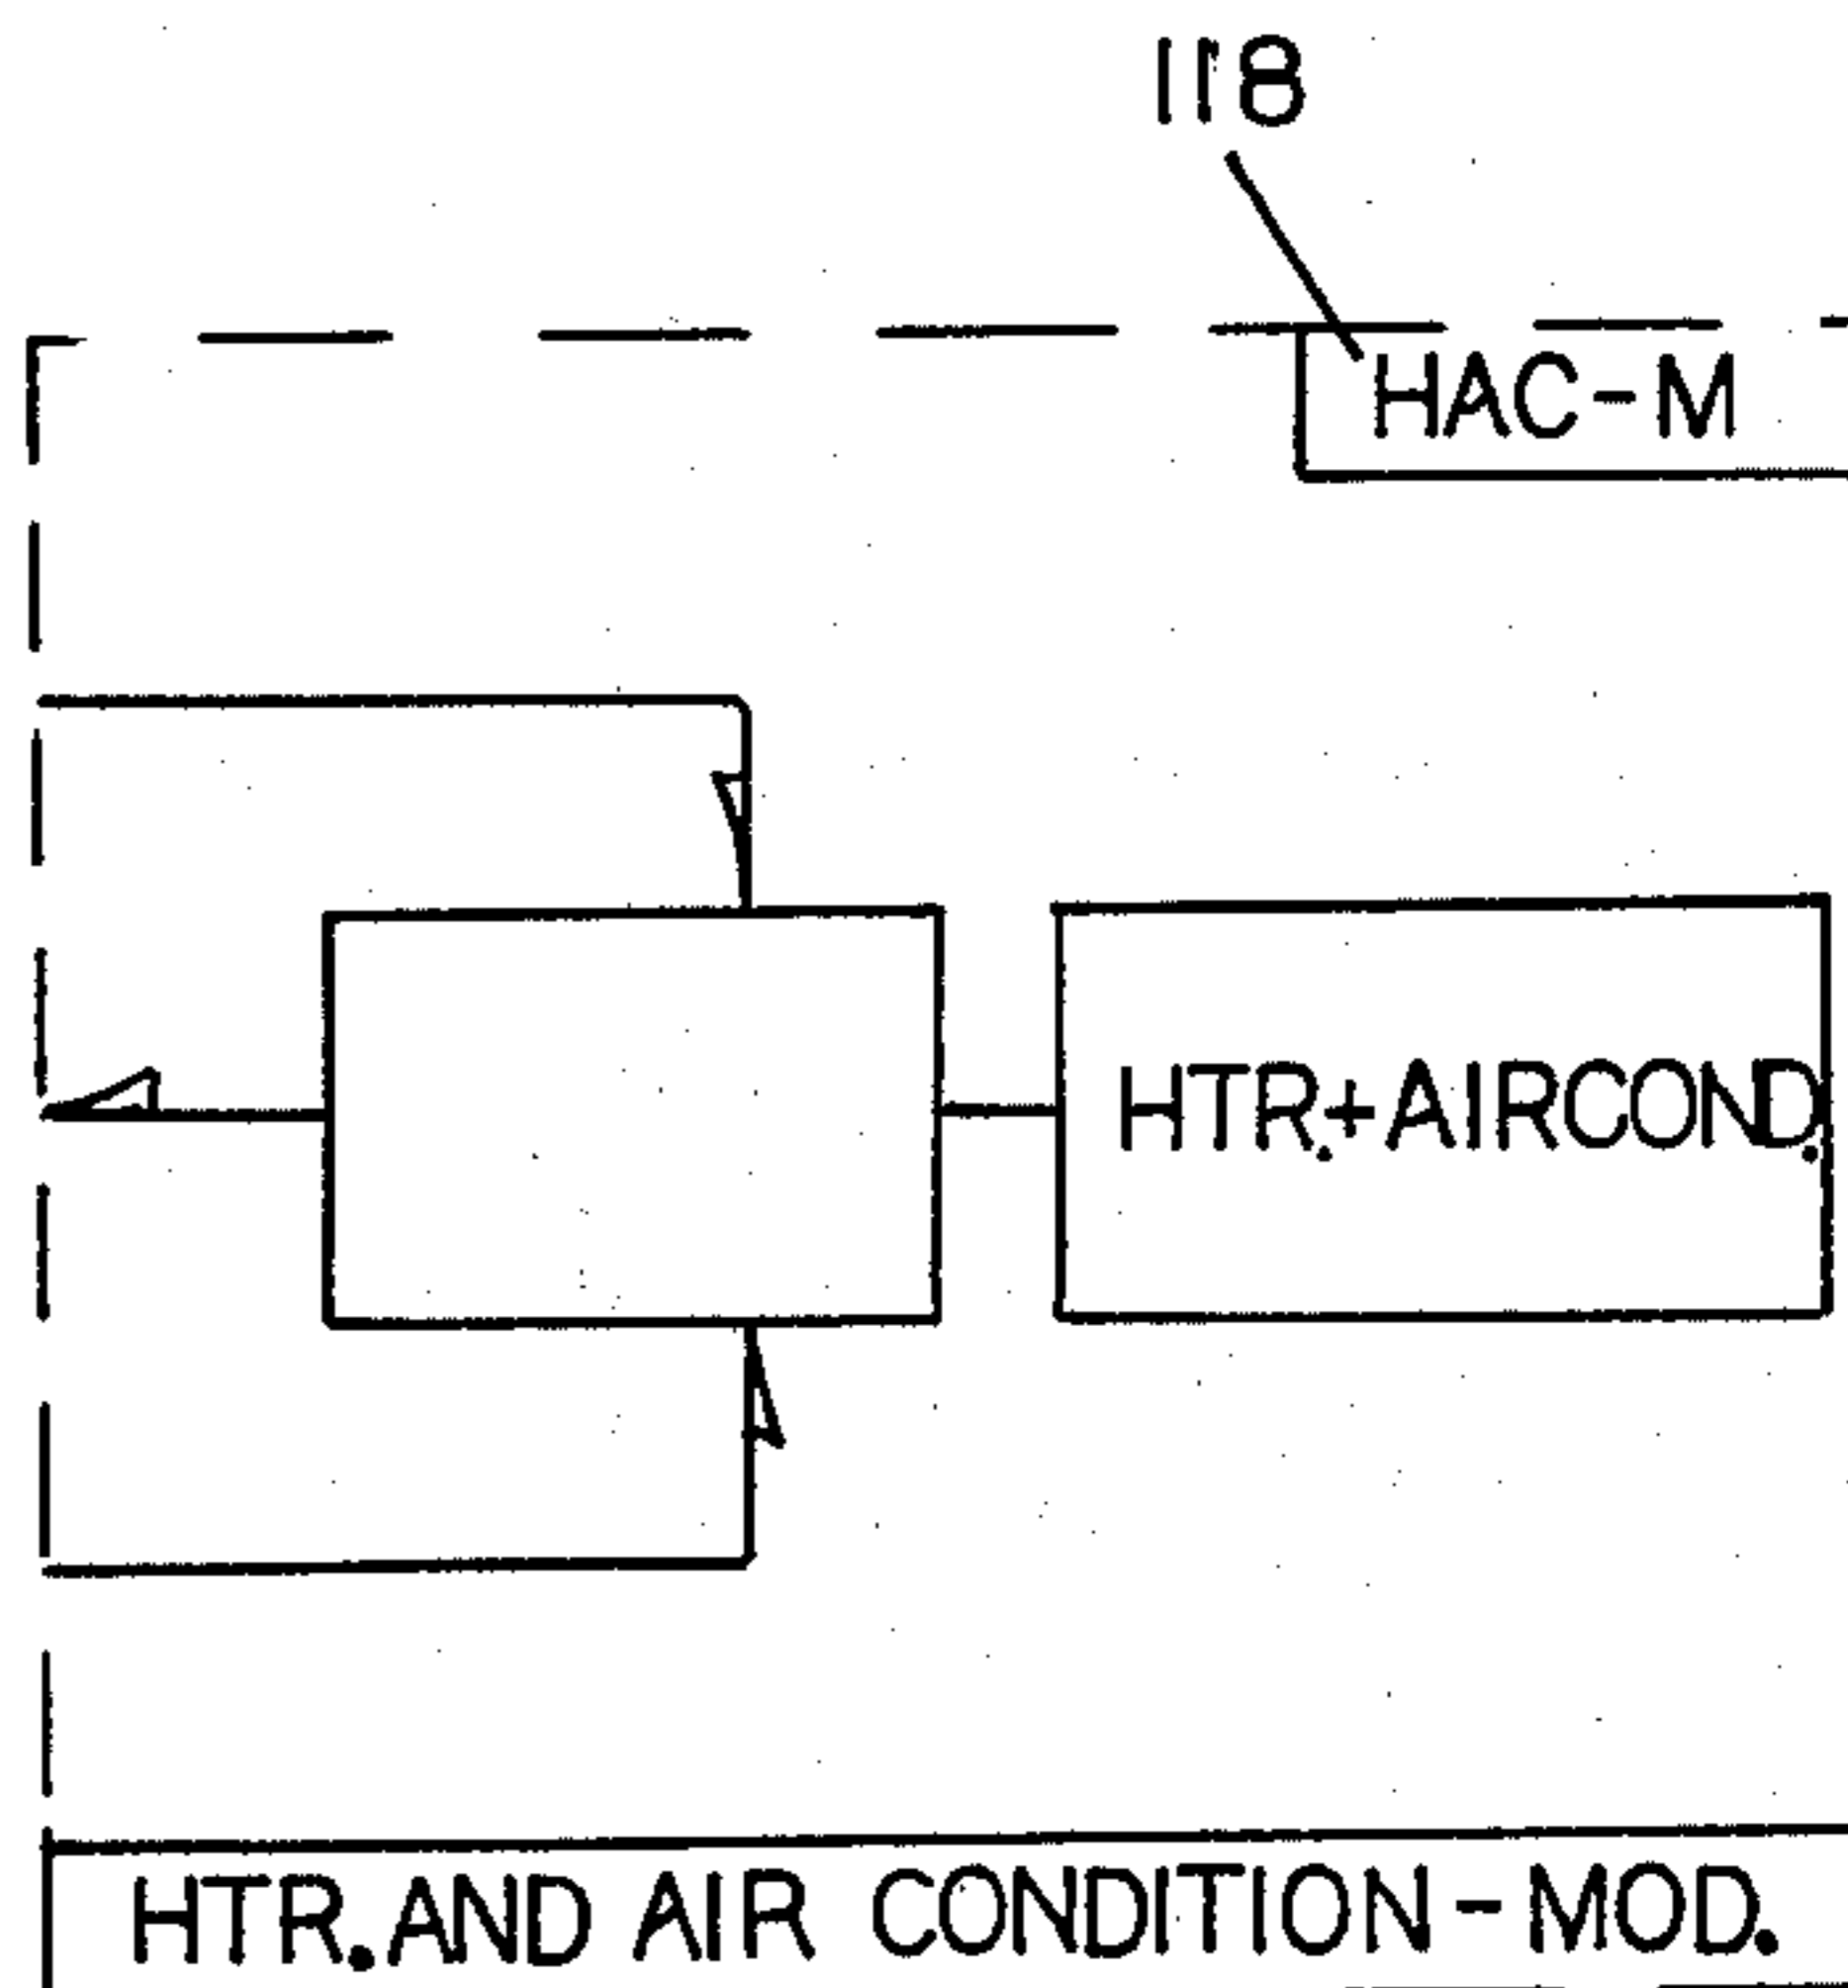 118
HAC-M
HTR.+AIRCOND.
HTR.AND AIR CONDITION-MOD.